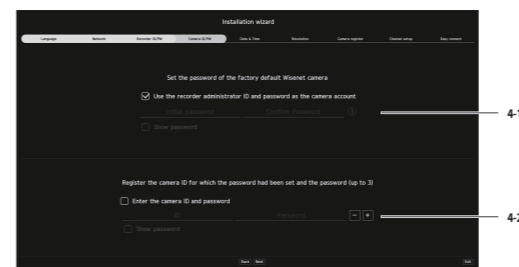 Installation wizard
Language Network Recorder ID/PW Camera ID/PW Date & Time Resolution Camera register Channel setup Easy connect
Set the password of the factory default Wisenet camera
Use the recorder administrator ID and password as the camera account
Initial password Confirm Password
4-1
Show password
Register the camera ID for which the password had been set and the password (up to 3)
Enter the camera ID and password
ID Password − +
4-2
Show password
Back Next Exit